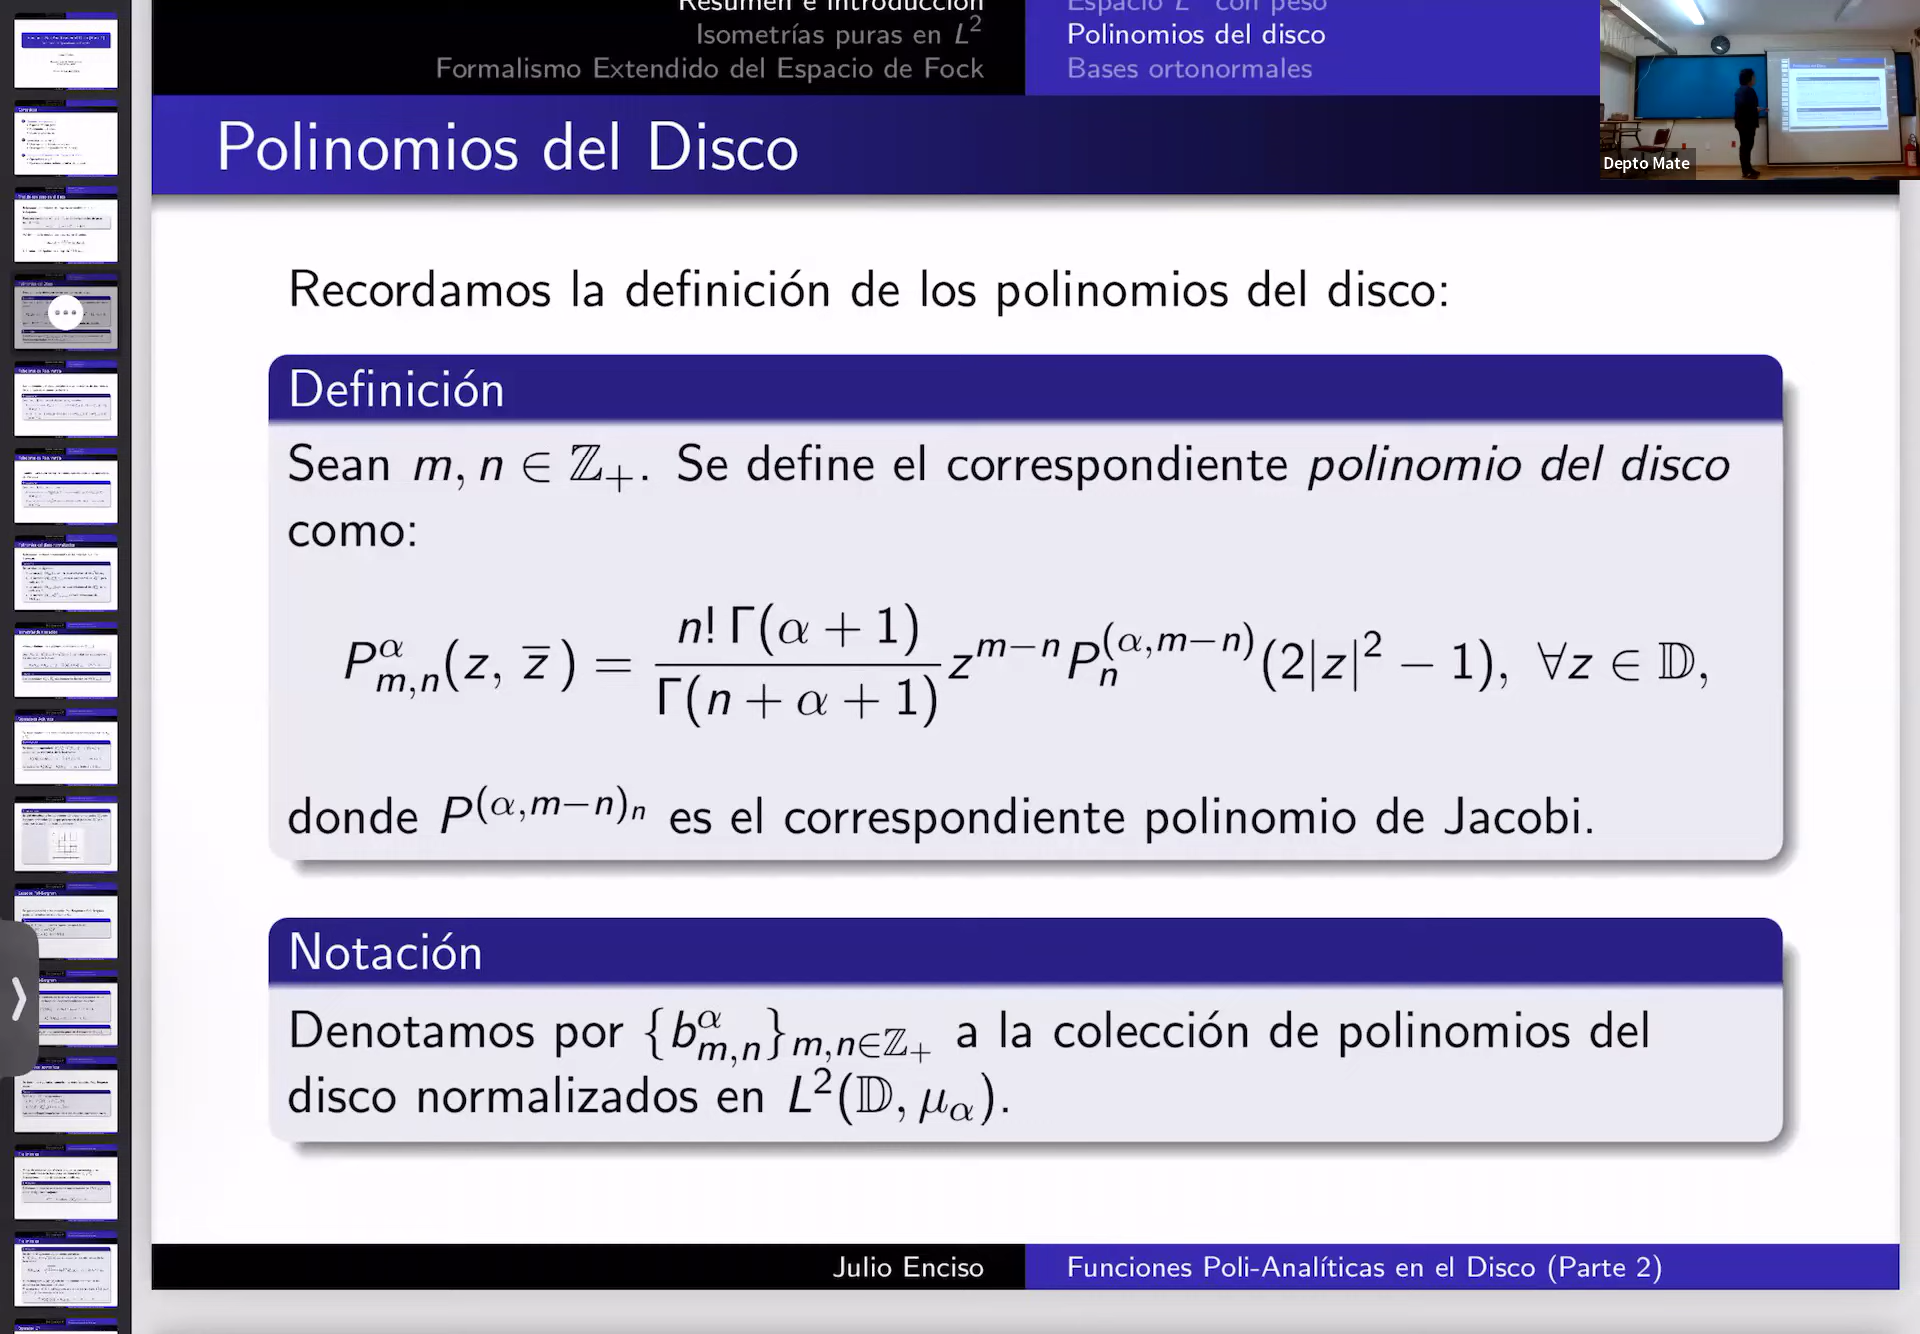 Resumen e Introducción
Isometrías puras en L²
Formalismo Extendido del Espacio de Fock
Espacio L² con peso
Polinomios del disco
Bases ortonormales
Polinomios del Disco
Depto Mate
Recordamos la definición de los polinomios del disco:
Definición
Sean m, n ∈ ℤ₊. Se define el correspondiente polinomio del disco
como:
P^α_{m,n}(z, z̄) = \frac{n! Γ(α + 1)}{Γ(n + α + 1)} z^{m−n} P_n^{(α,m−n)}(2|z|² − 1), ∀z ∈ 𝔻,
donde P^{(α,m−n)_n} es el correspondiente polinomio de Jacobi.
Notación
Denotamos por {b^α_{m,n}}_{m,n∈ℤ₊} a la colección de polinomios del
disco normalizados en L²(𝔻, μ_α).
Julio Enciso
Funciones Poli-Analíticas en el Disco (Parte 2)